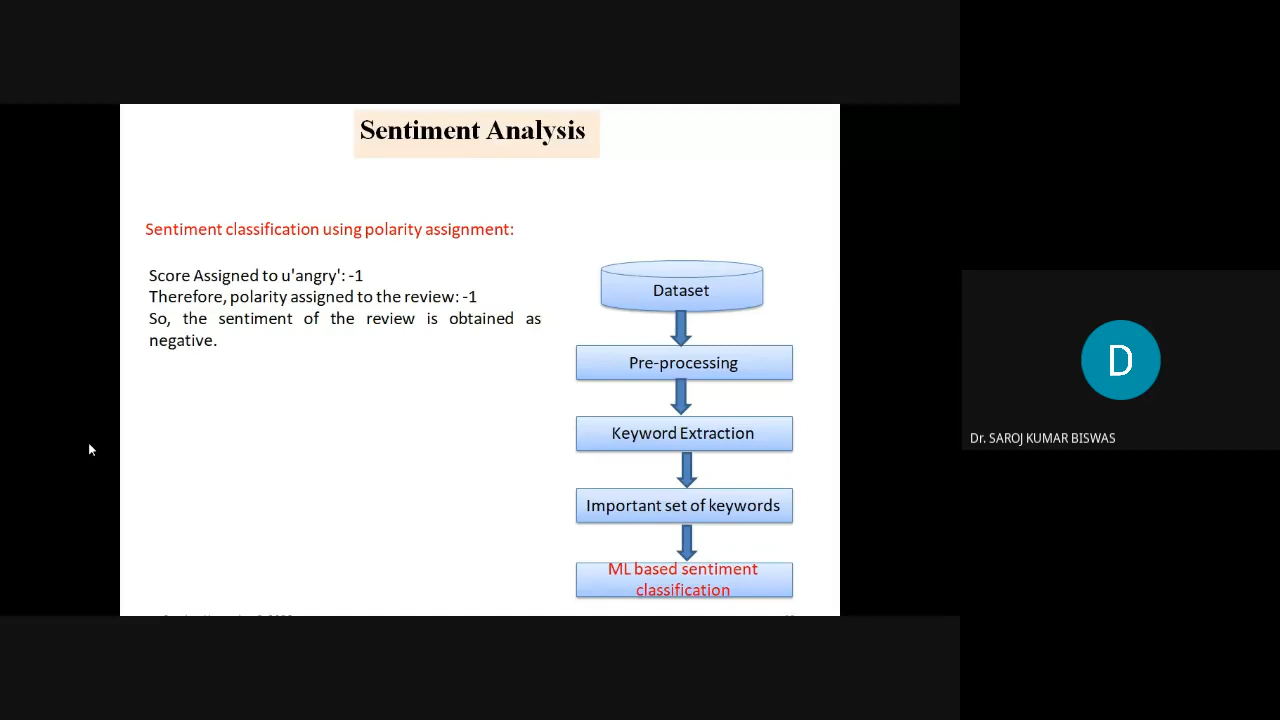 Sentiment Analysis
Sentiment classification using polarity assignment:
Score Assigned to u'angry': -1
Therefore, polarity assigned to the review: -1
So, the sentiment of the review is obtained as
negative.
Dataset
Pre-processing
Keyword Extraction
Important set of keywords
ML based sentiment
classification
D
Dr. SAROJ KUMAR BISWAS